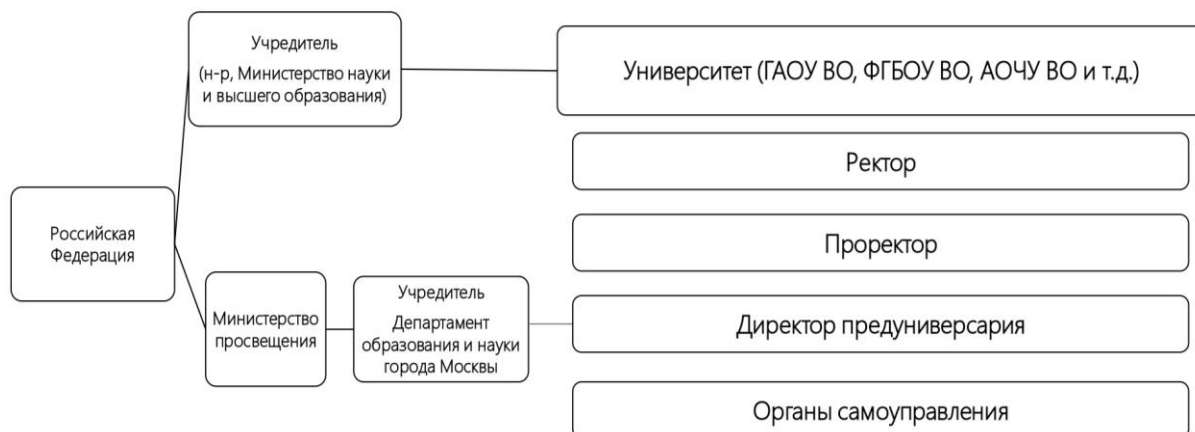 Учредитель
(н-р, Министерство науки
и высшего образования)
Университет (ГАОУ ВО, ФГБОУ ВО, АОЧУ ВО и т.д.)
Ректор
Российская
Федерация
Проректор
Министерство
просвещения
Учредитель
Департамент
образования и науки
города Москвы
Директор предуниверсария
Органы самоуправления